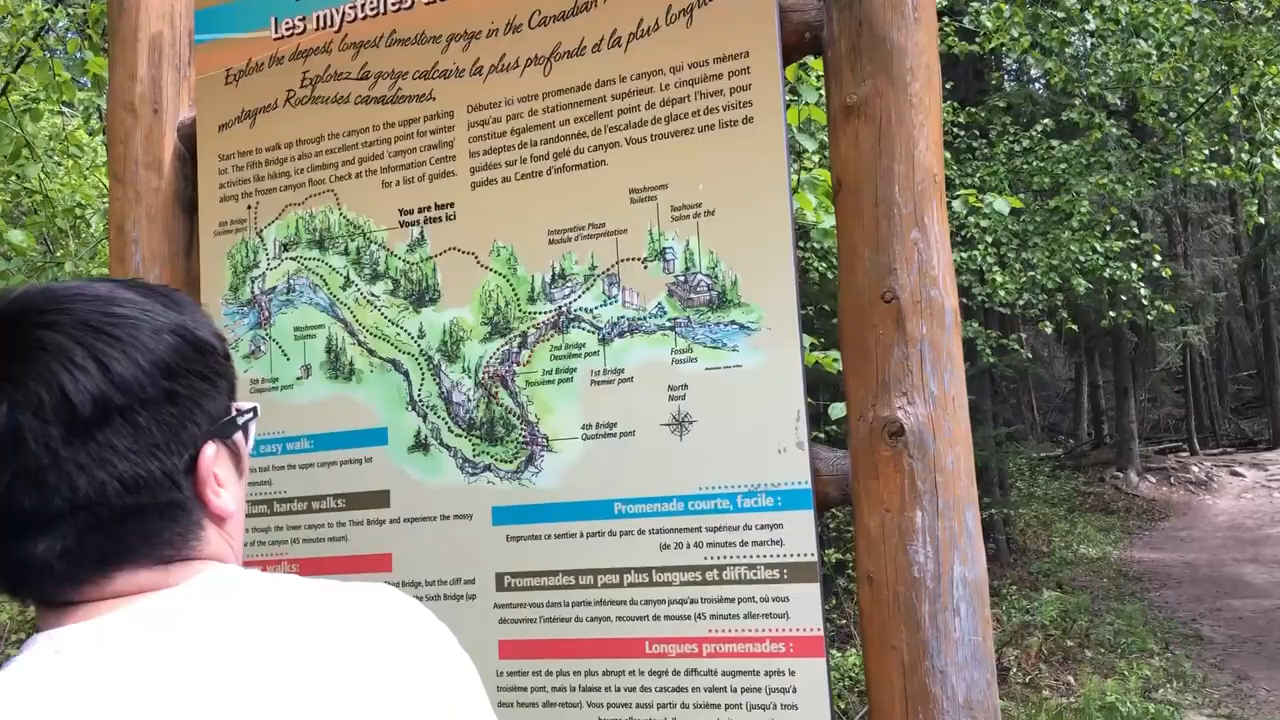 Les mystères
Explore the deepest, longest limestone gorge in the Canadian
Explorez la gorge calcaire la plus profonde et la plus longue
montagnes Rocheuses canadiennes.
Start here to walk up through the canyon to the upper parking
lot. The Fifth Bridge is also an excellent starting point for winter
activities like hiking, ice climbing and guided 'canyon crawling'
along the frozen canyon floor. Check at the Information Centre
for a list of guides.
Débutez ici votre promenade dans le canyon, qui vous mènera
jusqu'au parc de stationnement supérieur. Le cinquième pont
constitue également un excellent point de départ l'hiver, pour
les adeptes de la randonnée, de l'escalade de glace et des visites
guidées sur le fond gelé du canyon. Vous trouverez une liste de
guides au Centre d'information.
6th Bridge
Sixième pont
You are here
Vous êtes ici
Interpretive Plaza
Module d'interprétation
Washrooms
Toilettes
Teahouse
Salon de thé
Washrooms
Toilettes
5th Bridge
Cinquième pont
2nd Bridge
Deuxième pont
3rd Bridge
Troisième pont
1st Bridge
Premier pont
Fossils
Fossiles
North
Nord
4th Bridge
Quatrième pont
, easy walk:
his trail from the upper canyon parking lot
minutes).
lium, harder walks:
e though the lower canyon to the Third Bridge and experience the mossy
of the canyon (45 minutes return).
walks:
Third Bridge, but the cliff and
the Sixth Bridge (up
Promenade courte, facile :
Empruntez ce sentier à partir du parc de stationnement supérieur du canyon
(de 20 à 40 minutes de marche).
Promenades un peu plus longues et difficiles :
Aventurez-vous dans la partie inférieure du canyon jusqu'au troisième pont, où vous
découvrirez l'intérieur du canyon, recouvert de mousse (45 minutes aller-retour).
Longues promenades :
Le sentier est de plus en plus abrupt et le degré de difficulté augmente après le
troisième pont, mais la falaise et la vue des cascades en valent la peine (jusqu'à
deux heures aller-retour). Vous pouvez aussi partir du sixième pont (jusqu'à trois